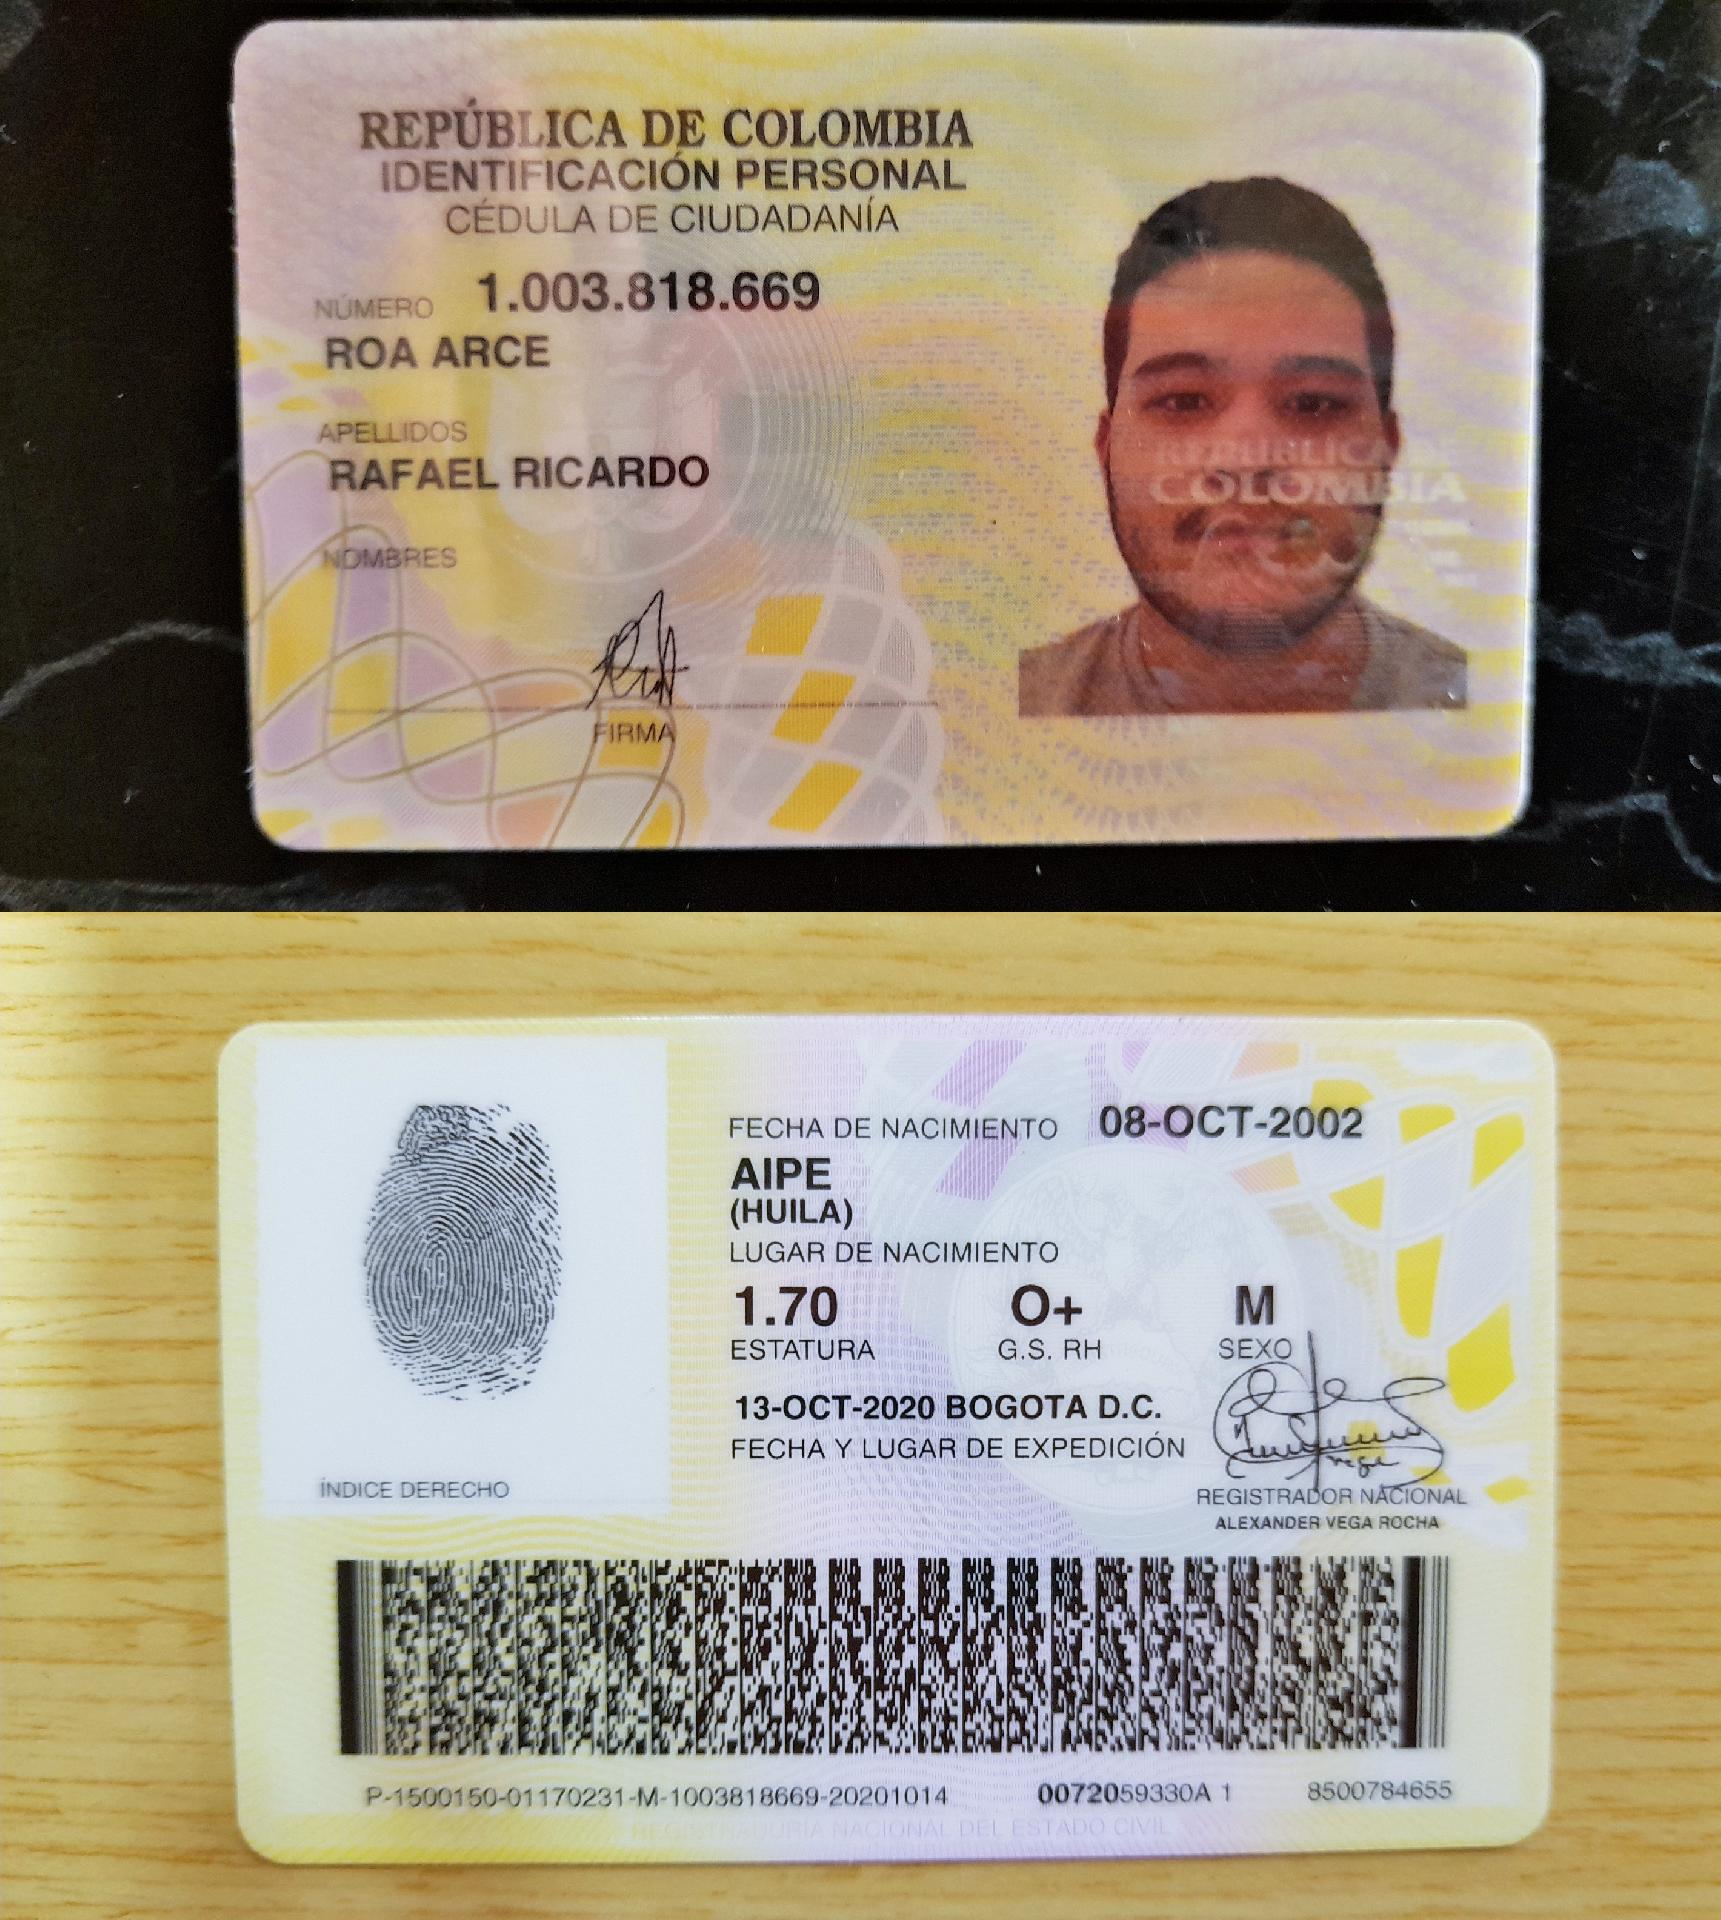 REPÚBLICA DE COLOMBIA
IDENTIFICACIÓN PERSONAL
CÉDULA DE CIUDADANÍA
NÚMERO 1.003.818.669
ROA ARCE
APELLIDOS
RAFAEL RICARDO
NOMBRES
FIRMA
REPÚBLICA DE
COLOMBIA
FECHA DE NACIMIENTO 08-OCT-2002
AIPE
(HUILA)
LUGAR DE NACIMIENTO
1.70 O+ M
ESTATURA G.S. RH SEXO
13-OCT-2020 BOGOTA D.C.
FECHA Y LUGAR DE EXPEDICIÓN
ÍNDICE DERECHO
REGISTRADOR NACIONAL
ALEXANDER VEGA ROCHA
P-1500150-01170231-M-1003818669-20201014 0072059330A 1 8500784655
REGISTRADURÍA NACIONAL DEL ESTADO CIVIL